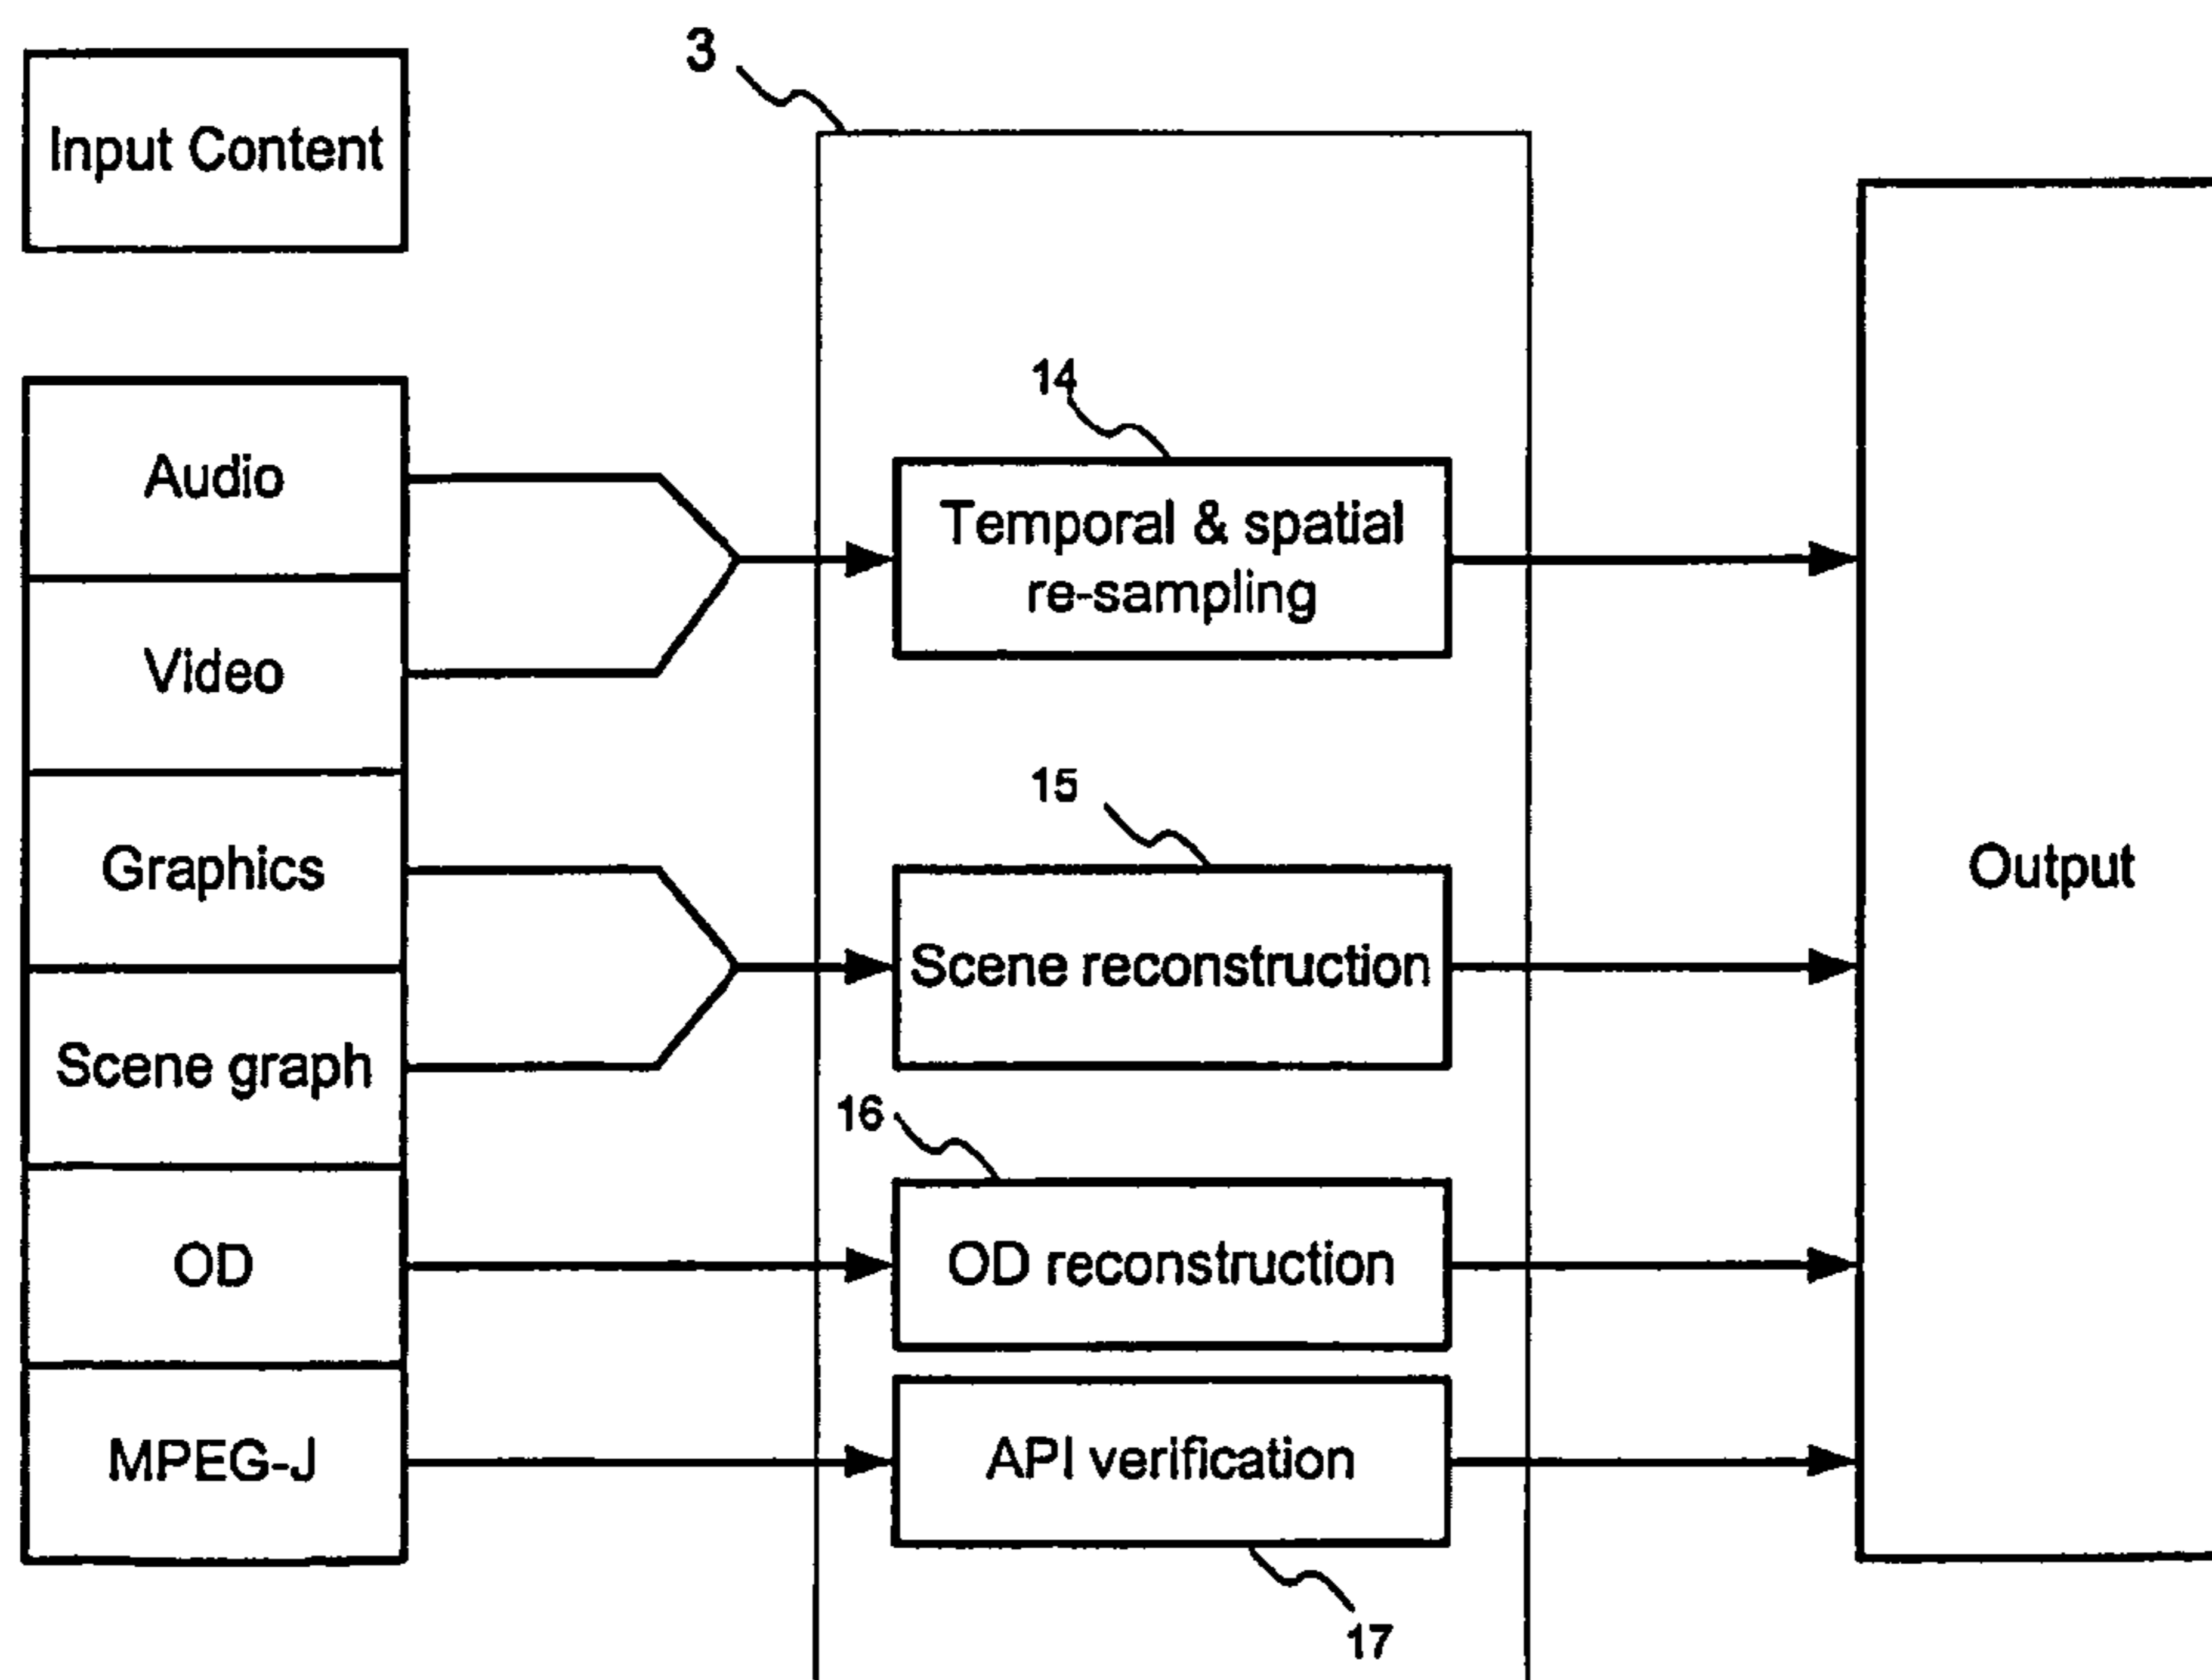 Input Content
3
Audio
Video
Graphics
Scene graph
OD
MPEG-J
14
Temporal & spatial
re-sampling
15
Scene reconstruction
16
OD reconstruction
API verification
17
Output